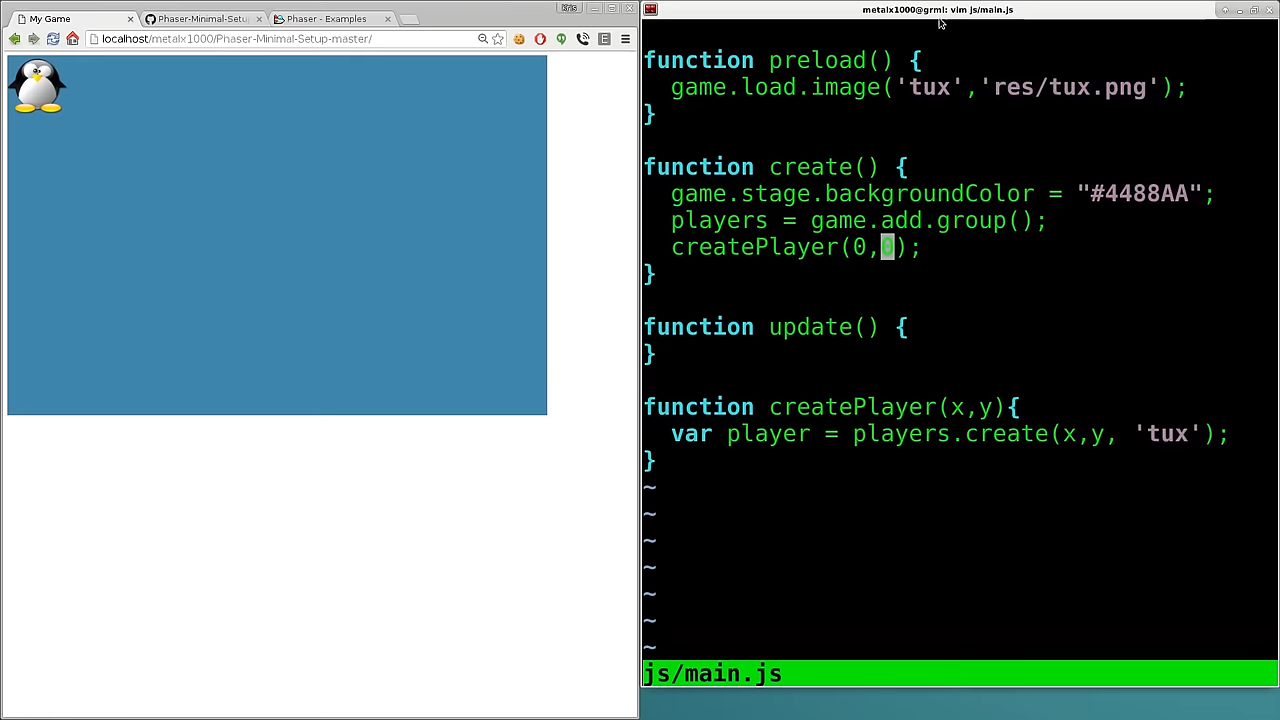 My Game
Phaser-Minimal-Setu
Phaser - Examples
Kris
localhost/metalx1000/Phaser-Minimal-Setup-master/
metalx1000@grml: vim js/main.js
function preload() {
  game.load.image('tux','res/tux.png');
}
function create() {
  game.stage.backgroundColor = "#4488AA";
  players = game.add.group();
  createPlayer(0,0);
}
function update() {
}
function createPlayer(x,y){
  var player = players.create(x,y, 'tux');
}
~
~
~
~
~
~
~
js/main.js